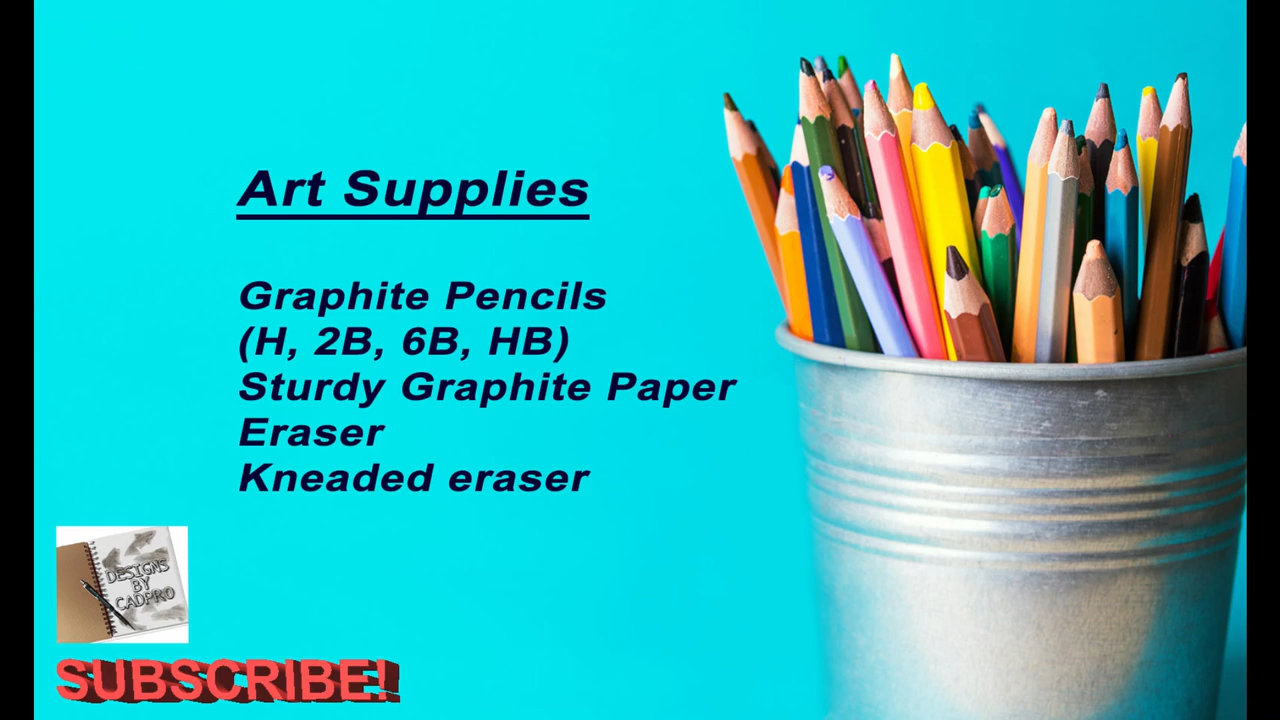 Art Supplies
Graphite Pencils
(H, 2B, 6B, HB)
Sturdy Graphite Paper
Eraser
Kneaded eraser
DESIGNS
BY
CADPRO
SUBSCRIBE!